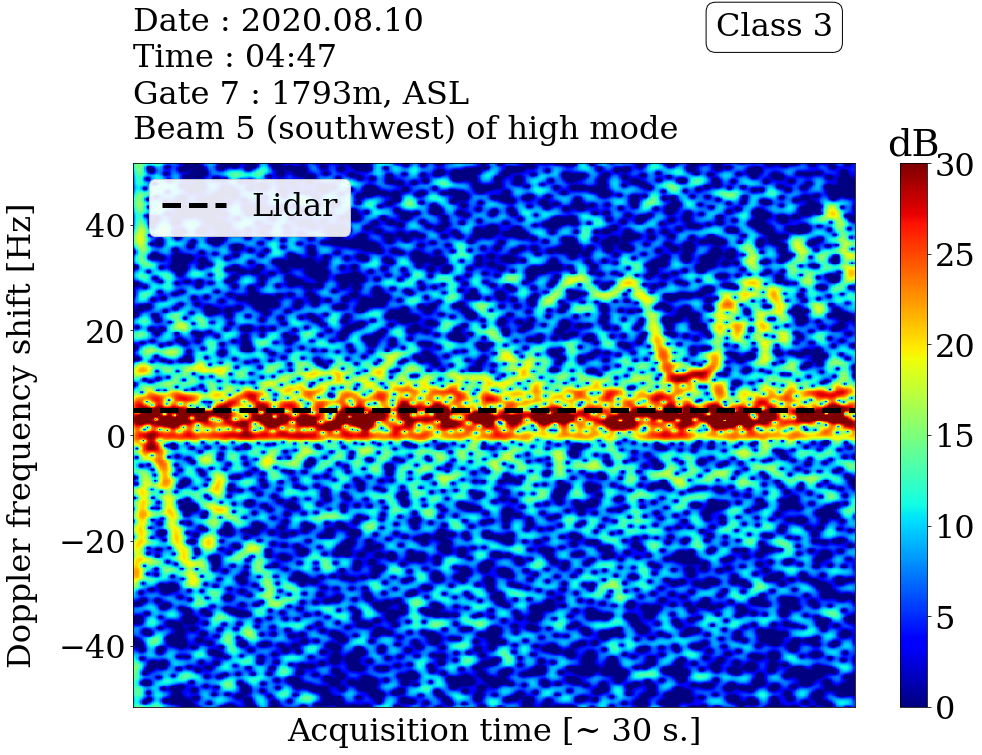 Date : 2020.08.10
Time : 04:47
Gate 7 : 1793m, ASL
Beam 5 (southwest) of high mode
Class 3
dB
Lidar
Doppler frequency shift [Hz]
40
20
0
−20
−40
30
25
20
15
10
5
0
Acquisition time [~ 30 s.]